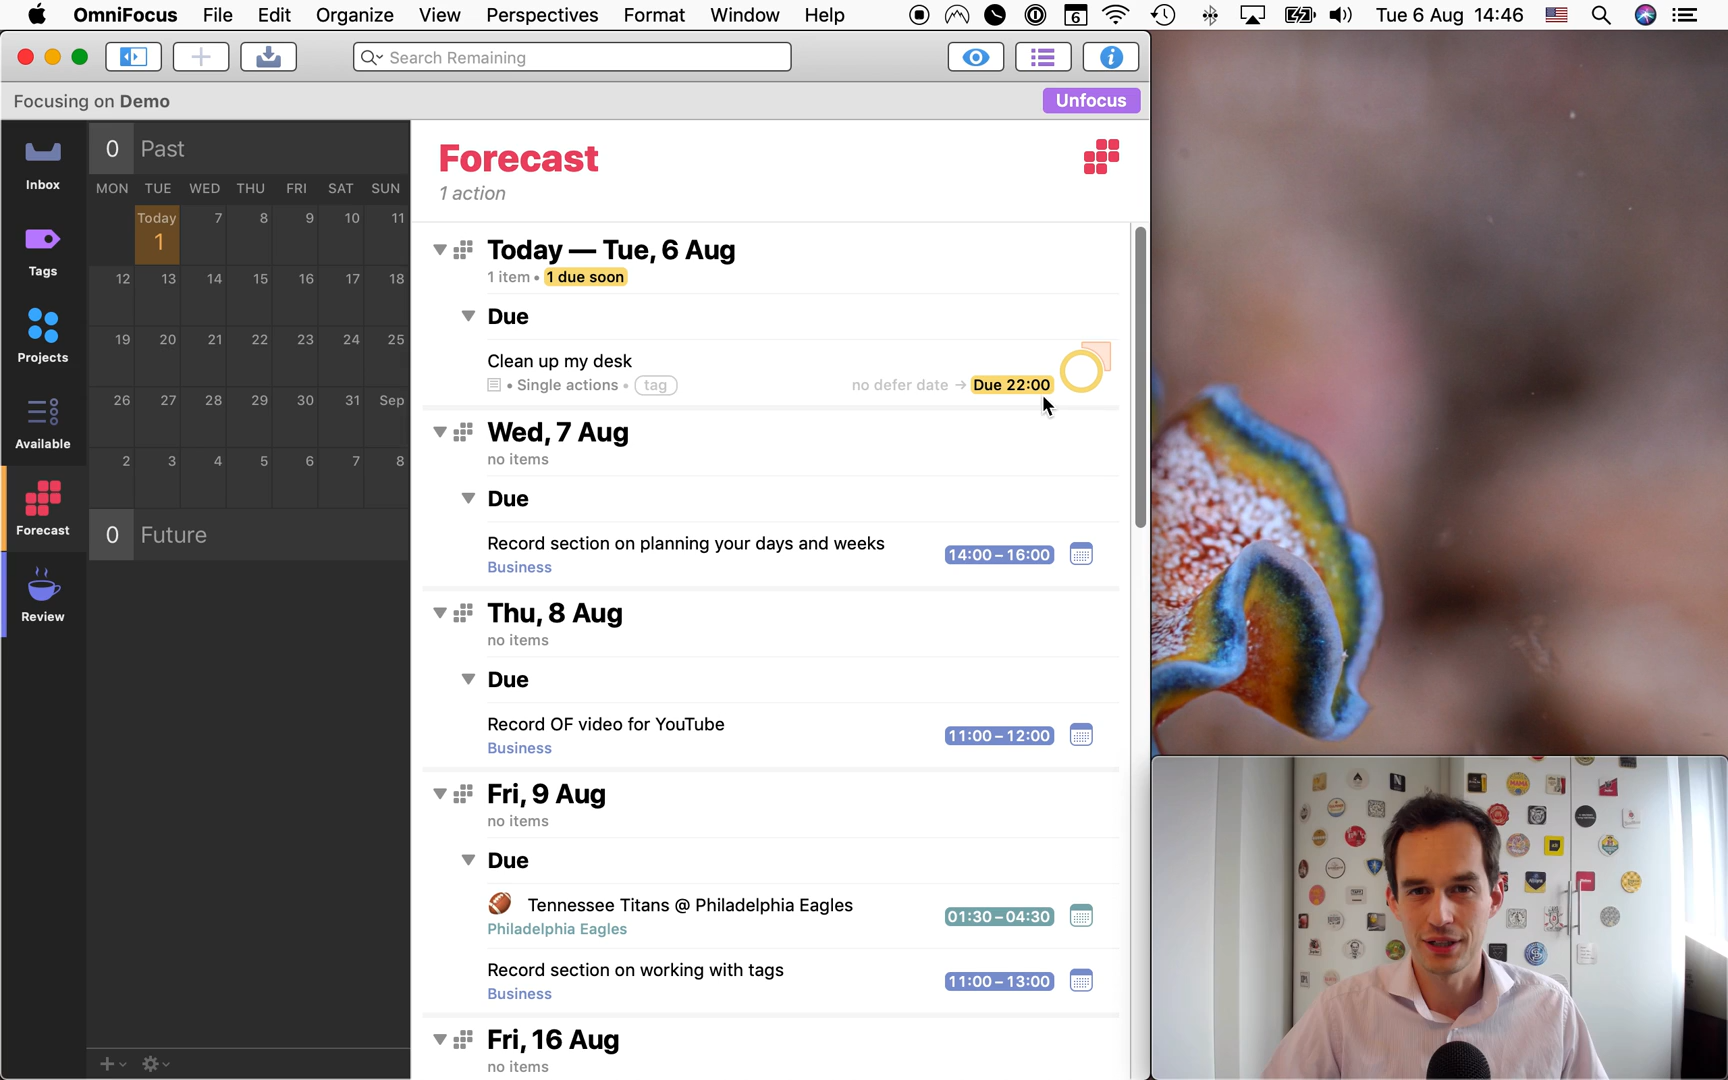 OmniFocus File Edit Organize View Perspectives Format Window Help 6 Tue 6 Aug 14:46
Search Remaining
Focusing on Demo Unfocus
Inbox
Tags
Projects
Available
Forecast
Review
0 Past
MON TUE WED THU FRI SAT SUN
Today 7 8 9 10 11
1
12 13 14 15 16 17 18
19 20 21 22 23 24 25
26 27 28 29 30 31 Sep
2 3 4 5 6 7 8
0 Future
Forecast
1 action
Today — Tue, 6 Aug
1 item • 1 due soon
Due
Clean up my desk
• Single actions • tag no defer date → Due 22:00
Wed, 7 Aug
no items
Due
Record section on planning your days and weeks
14:00 – 16:00
Business
Thu, 8 Aug
no items
Due
Record OF video for YouTube
11:00 – 12:00
Business
Fri, 9 Aug
no items
Due
Tennessee Titans @ Philadelphia Eagles
01:30 – 04:30
Philadelphia Eagles
Record section on working with tags
11:00 – 13:00
Business
Fri, 16 Aug
no items